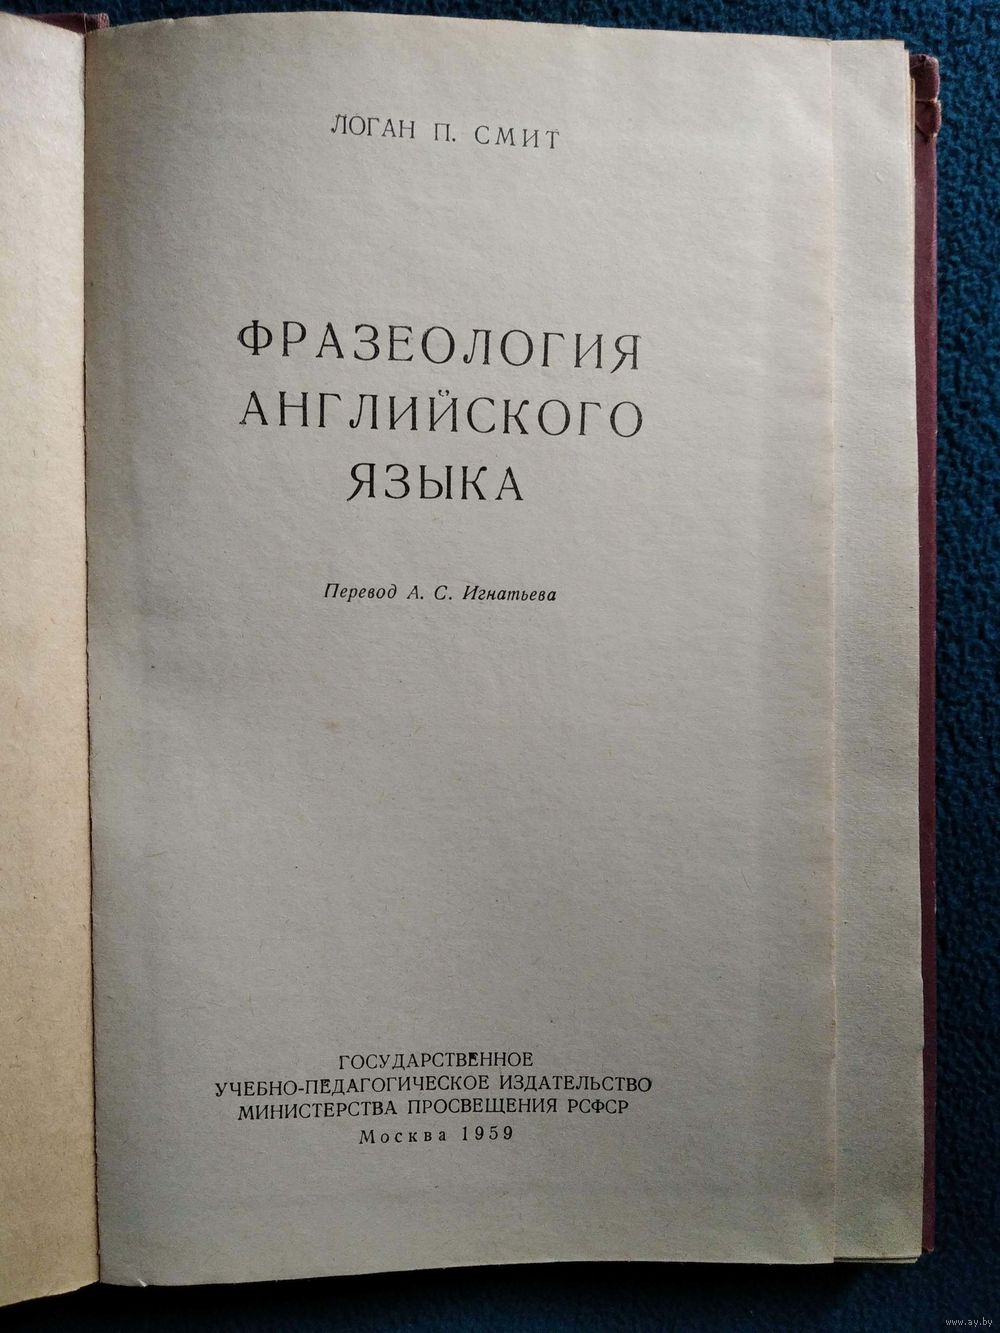 ЛОГАН П. СМИТ
ФРАЗЕОЛОГИЯ
АНГЛИЙСКОГО
ЯЗЫКА
Перевод А. С. Игнатьева
ГОСУДАРСТВЕННОЕ
УЧЕБНО-ПЕДАГОГИЧЕСКОЕ ИЗДАТЕЛЬСТВО
МИНИСТЕРСТВА ПРОСВЕЩЕНИЯ РСФСР
Москва 1959
www.ay.by